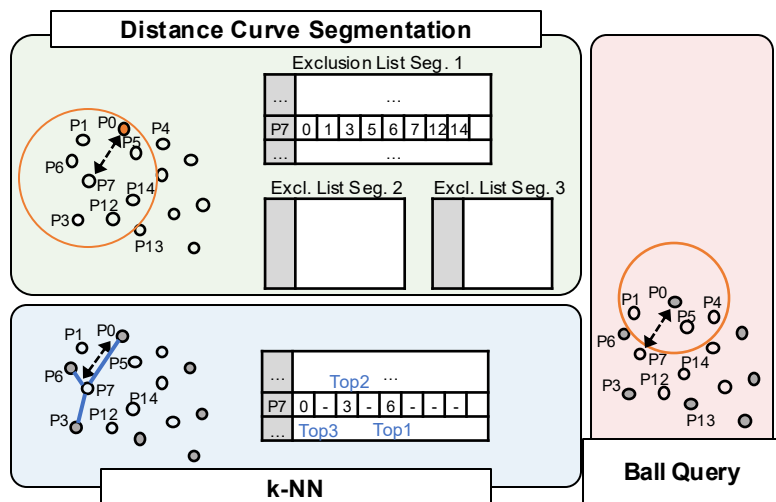 Distance Curve Segmentation
Exclusion List Seg. 1
... ...
P7 0 1 3 5 6 7 12 14
... ...
P0
P1
P4
P5
P6
P7
P14
P12
P3
P13
Excl. List Seg. 2
Excl. List Seg. 3
P0
P1
P5
P6
P7
P14
P12
P3
... Top2 ...
P7 0 - 3 - 6 - - -
... Top3 Top1
k-NN
P0
P1
P4
P5
P6
P7
P14
P3
P12
P13
Ball Query